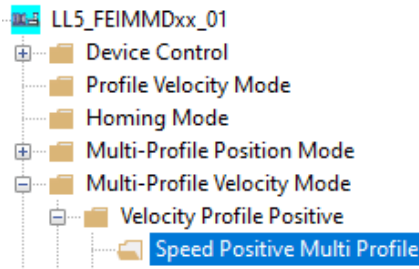 LL5_FEIMMDxx_01
Device Control
Profile Velocity Mode
Homing Mode
Multi-Profile Position Mode
Multi-Profile Velocity Mode
Velocity Profile Positive
Speed Positive Multi Profile